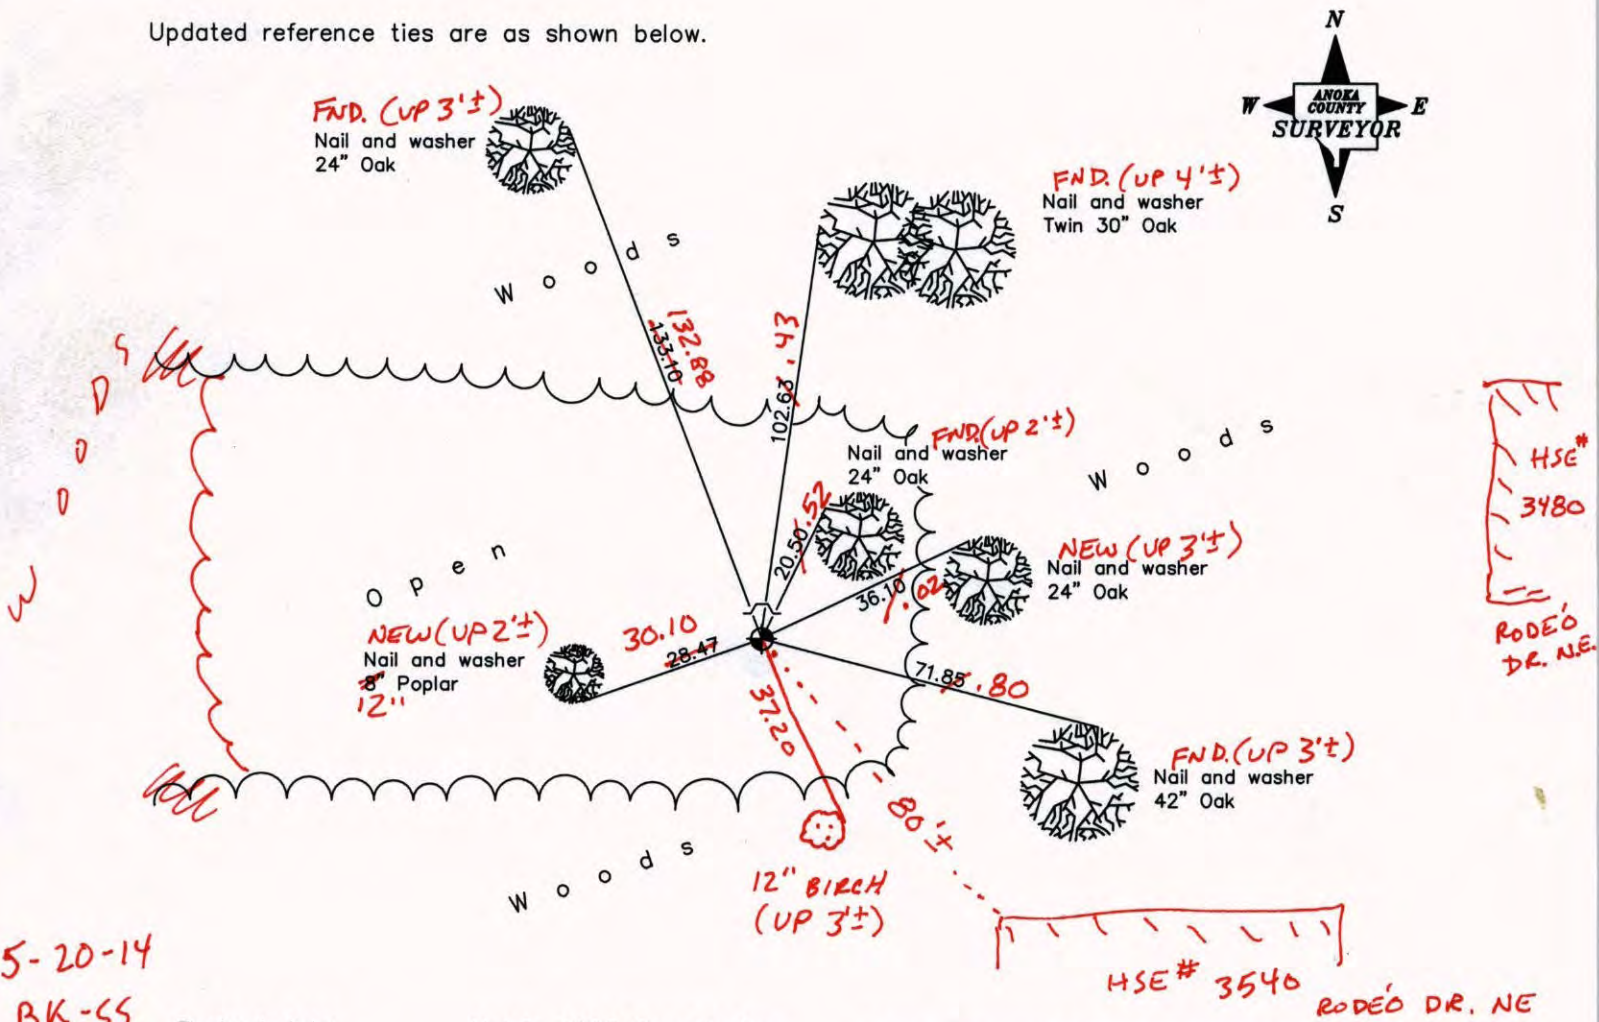 Updated reference ties are as shown below.
N
W
ANOKA
COUNTY
SURVEYOR
E
S
FND. (UP 3'±)
Nail and washer
24" Oak
FND. (UP 4'±)
Nail and washer
Twin 30" Oak
Woods
133.10
132.88
102.63
.43
WOODS
FND. (UP 2'±)
Nail and washer
24" Oak
20.50
.52
Woods
HSE#
3480
RODEO
DR. N.E.
NEW (UP 3'±)
Nail and washer
24" Oak
36.10
.02
Open
NEW (UP 2'±)
Nail and washer
8" Poplar
12"
30.10
28.47
71.85
.80
37.20
FND. (UP 3'±)
Nail and washer
42" Oak
80'±
Woods
12" BIRCH
(UP 3'±)
HSE# 3540
RODEO DR. NE
5-20-14
BK-SS